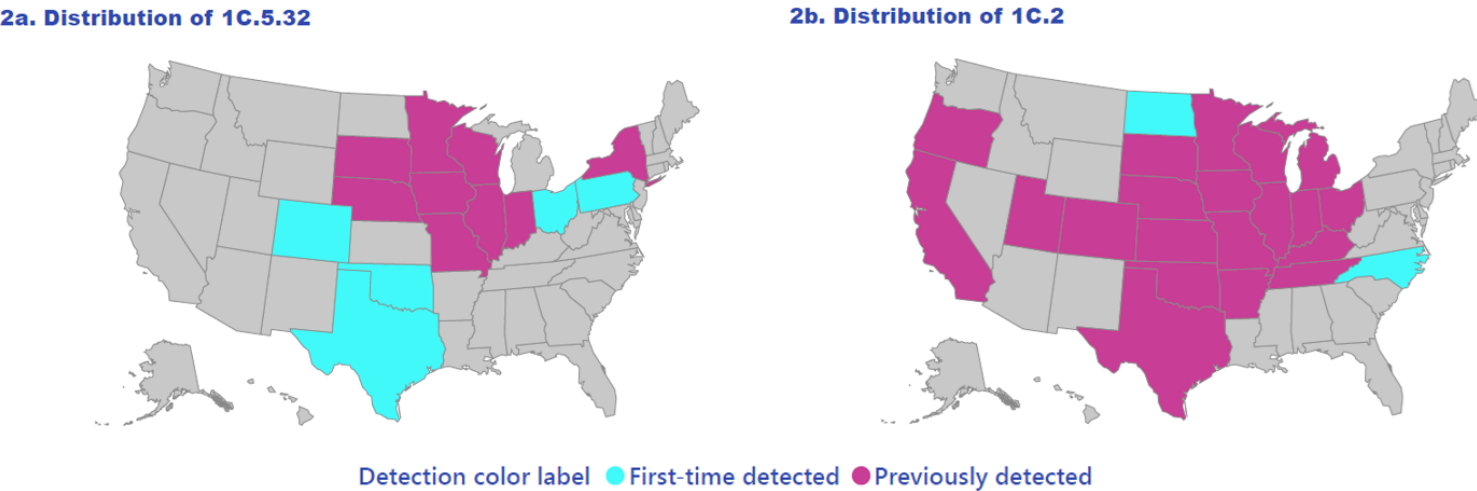 2a. Distribution of 1C.5.32
2b. Distribution of 1C.2
Detection color label First-time detected Previously detected